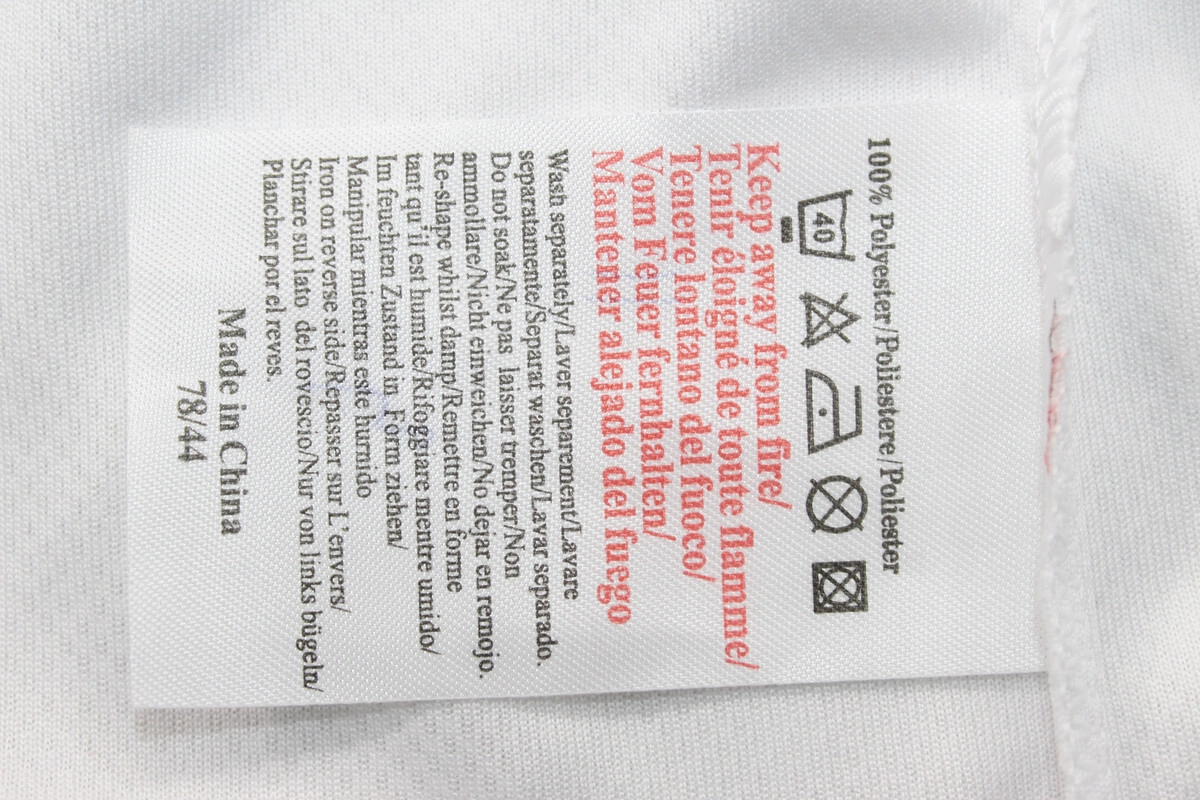 100% Polyester/Poliestere/Poliester
40
Keep away from fire/
Tenir éloigné de toute flamme/
Tenere lontano del fuoco/
Vom Feuer fernhalten/
Mantener alejado del fuego
Wash separately/Laver separement/Lavare
separatamente/Separat waschen/Lavar separado.
Do not soak/Ne pas laisser tremper/Non
ammollare/Nicht einweichen/No dejar en remojo.
Re-shape whilst damp/Remettre en forme
tant qu'il est humide/Rifoggiare mentre umido/
Im feuchten Zustand in Form ziehen/
Manipular mientras este humido
Iron on reverse side/Repasser sur L'envers/
Stirare sul lato del rovescio/Nur von links bügeln/
Planchar por el reves.
Made in China
78/44